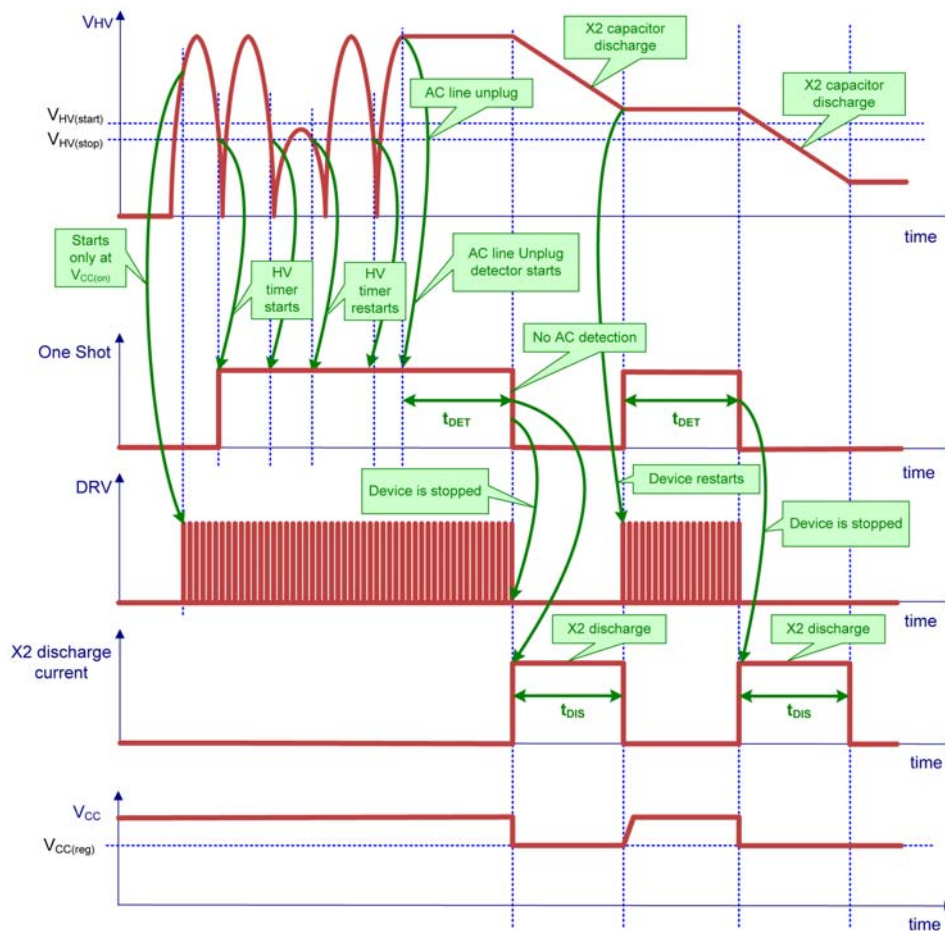 VHV
X2 capacitor
discharge
X2 capacitor
discharge
AC line unplug
VHV(start)
VHV(stop)
time
Starts
only at
VCC(on)
HV
timer
starts
HV
timer
restarts
AC line Unplug
detector starts
No AC detection
One Shot
tDET
tDET
time
DRV
Device is stopped
Device restarts
Device is stopped
time
X2 discharge
current
X2 discharge
X2 discharge
tDIS
tDIS
time
VCC
VCC(reg)
time